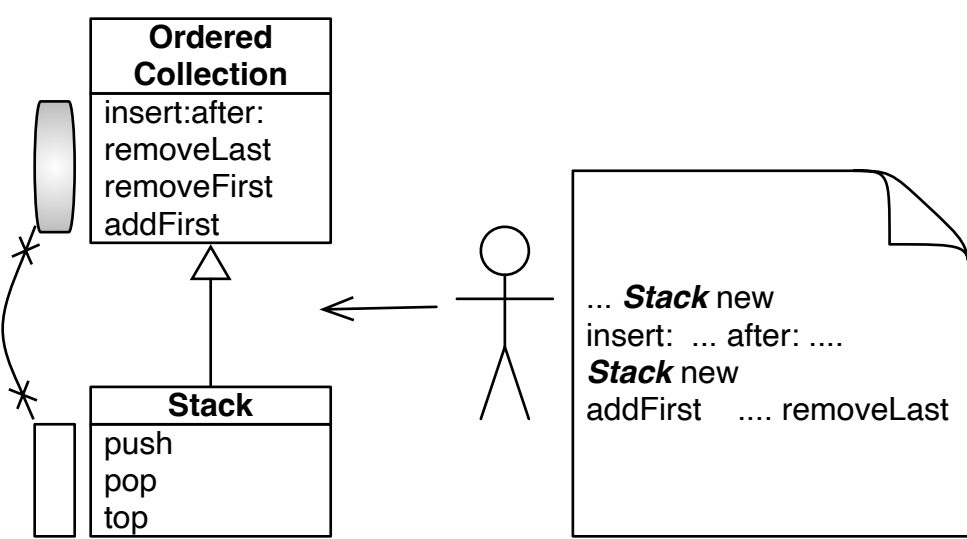 Ordered
Collection
insert:after:
removeLast
removeFirst
addFirst
Stack
push
pop
top
... Stack new
insert: ... after: ....
Stack new
addFirst .... removeLast